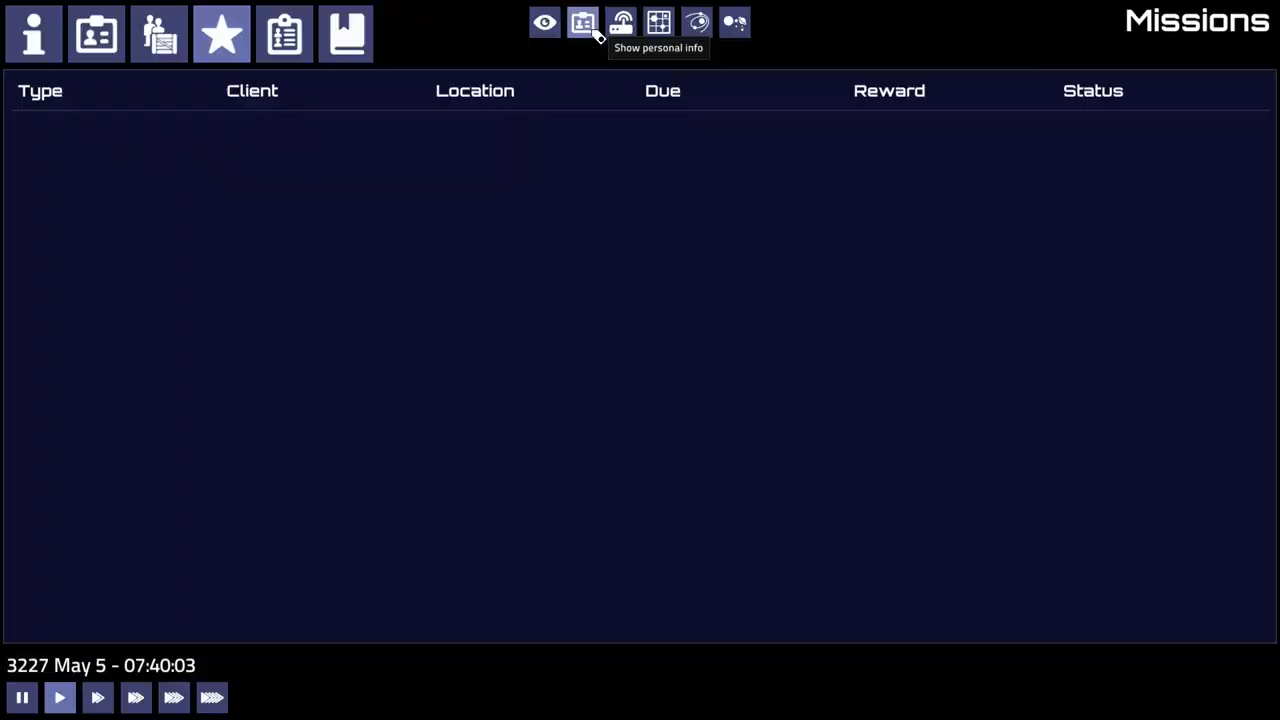 Missions
Show personal info
Type Client Location Due Reward Status
3227 May 5 - 07:40:03